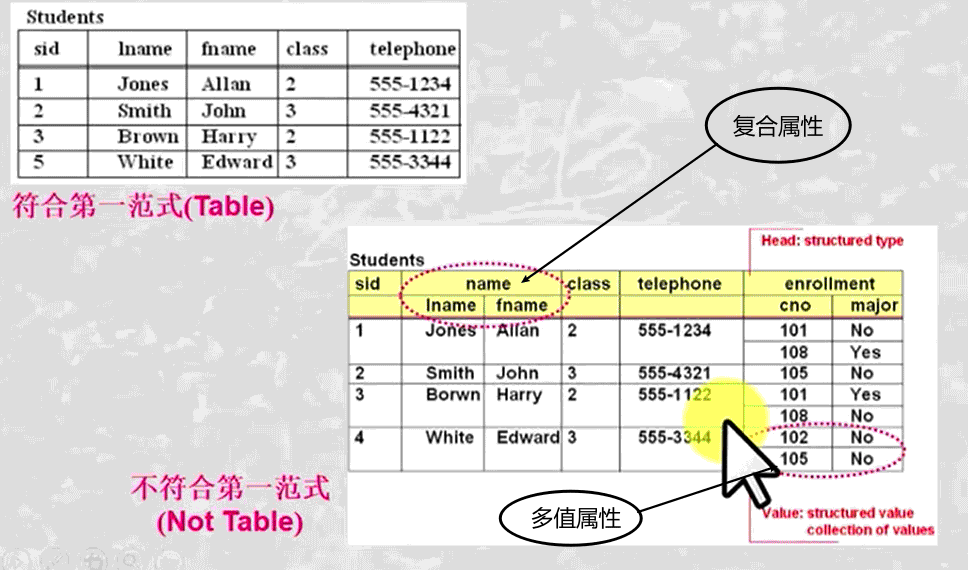 Students
sid lname fname class telephone
1 Jones Allan 2 555-1234
2 Smith John 3 555-4321
3 Brown Harry 2 555-1122
5 White Edward 3 555-3344
符合第一范式(Table)
复合属性
Head: structured type
Students
sid name class telephone enrollment
lname fname cno major
1 Jones Allan 2 555-1234 101 No
108 Yes
2 Smith John 3 555-4321 105 No
3 Borwn Harry 2 555-1122 101 Yes
108 No
4 White Edward 3 555-3344 102 No
105 No
不符合第一范式
(Not Table)
多值属性
Value: structured value
collection of values